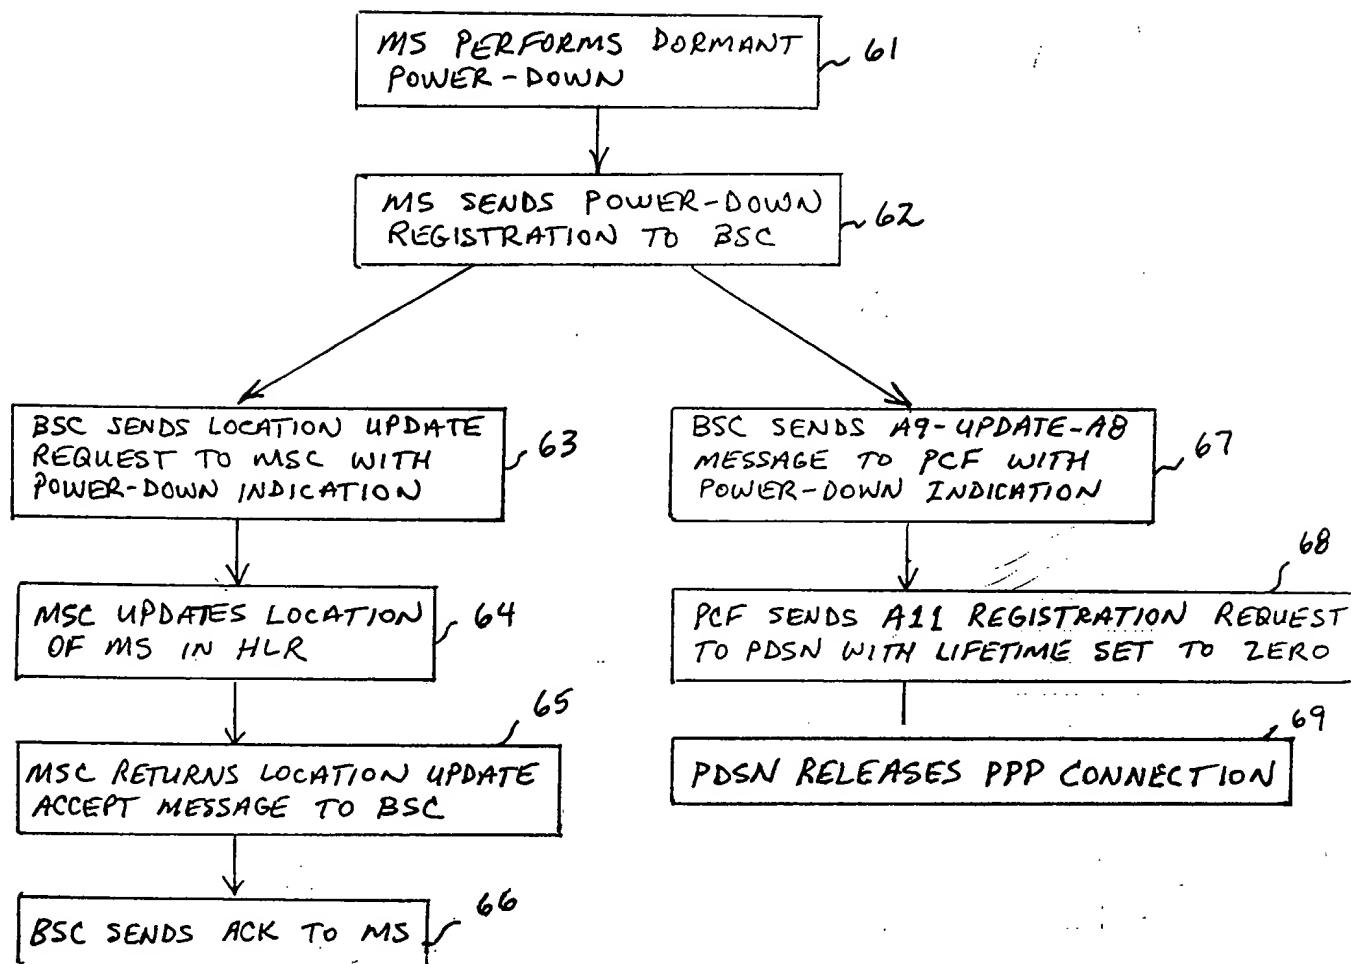 MS PERFORMS DORMANT
POWER-DOWN
61
MS SENDS POWER-DOWN
REGISTRATION TO BSC
62
BSC SENDS LOCATION UPDATE
REQUEST TO MSC WITH
POWER-DOWN INDICATION
63
MSC UPDATES LOCATION
OF MS IN HLR
64
MSC RETURNS LOCATION UPDATE
ACCEPT MESSAGE TO BSC
65
BSC SENDS ACK TO MS
66
BSC SENDS A9-UPDATE-A8
MESSAGE TO PCF WITH
POWER-DOWN INDICATION
67
PCF SENDS A11 REGISTRATION REQUEST
TO PDSN WITH LIFETIME SET TO ZERO
68
PDSN RELEASES PPP CONNECTION
69